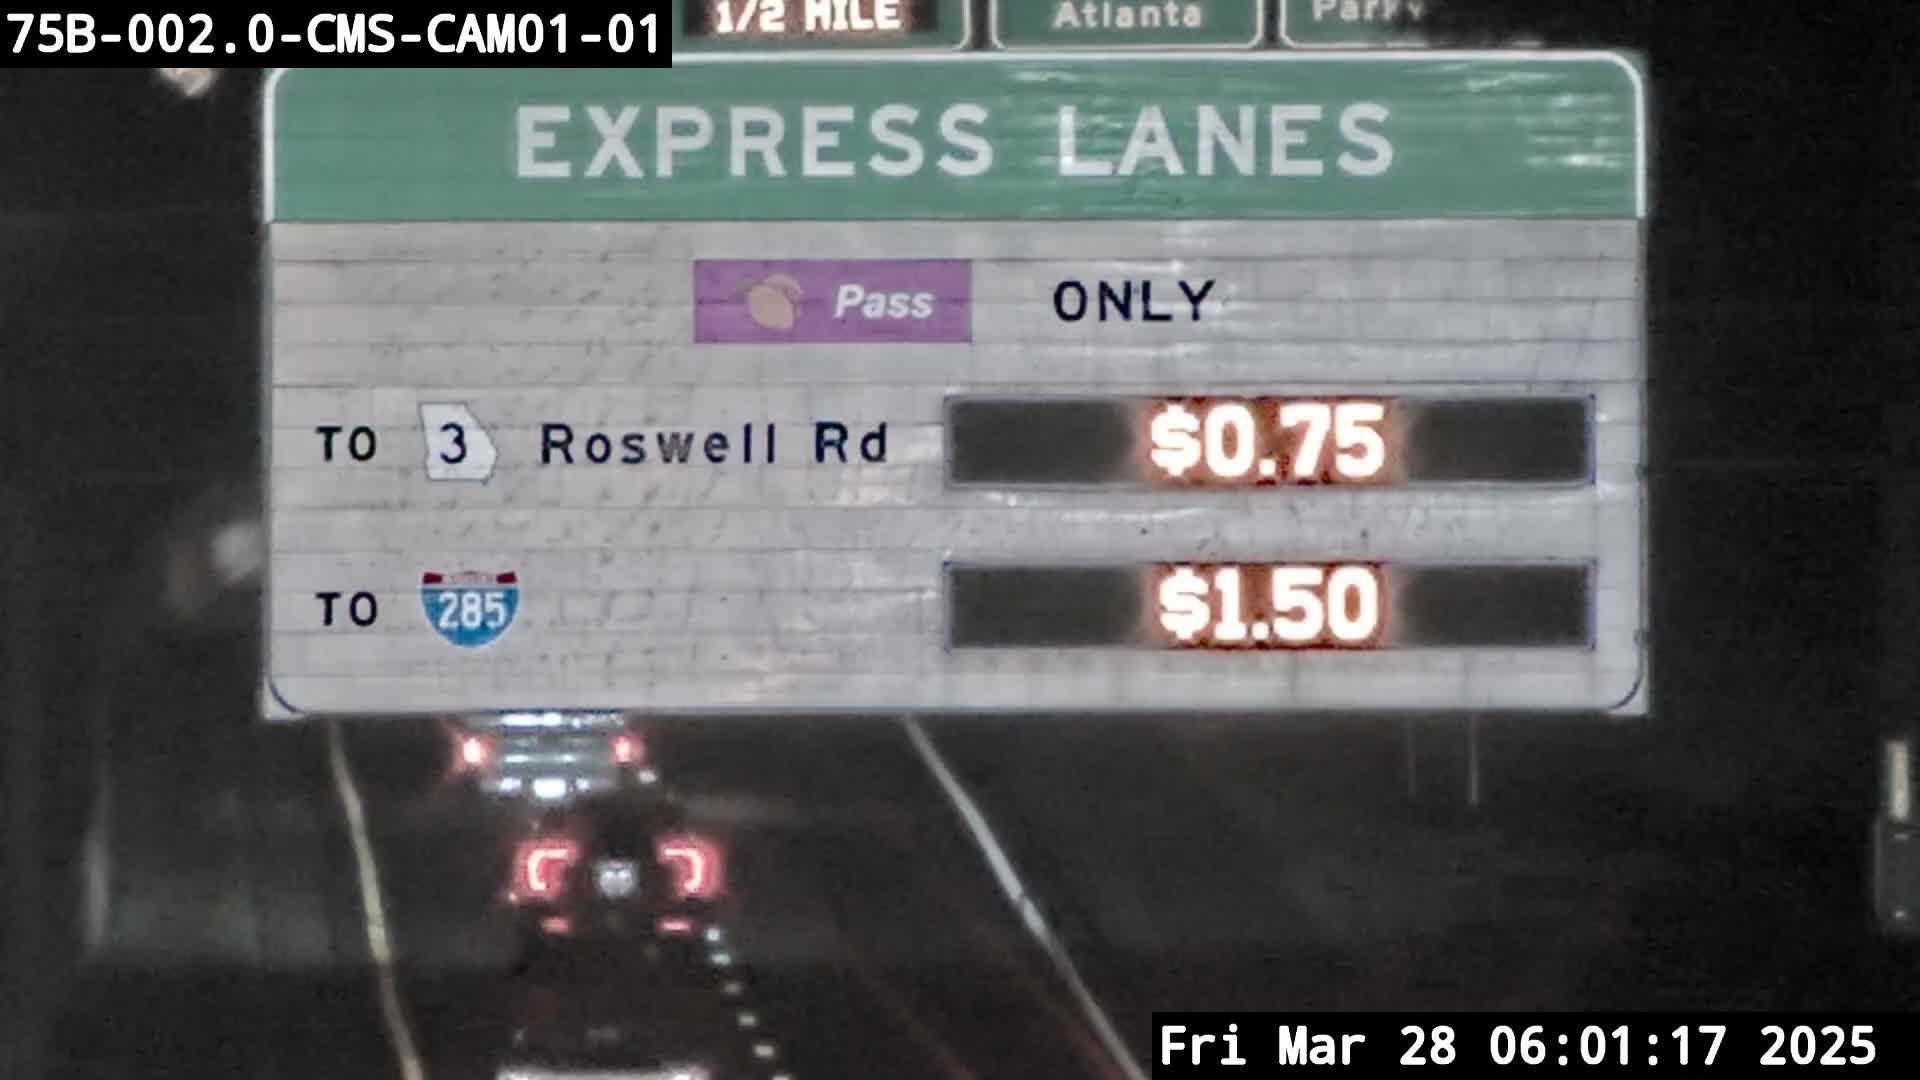 75B-002.0-CMS-CAM01-01
1/2 MILE
Atlanta
EXPRESS LANES
Pass ONLY
TO 3 Roswell Rd $0.75
TO 285 $1.50
Fri Mar 28 06:01:17 2025